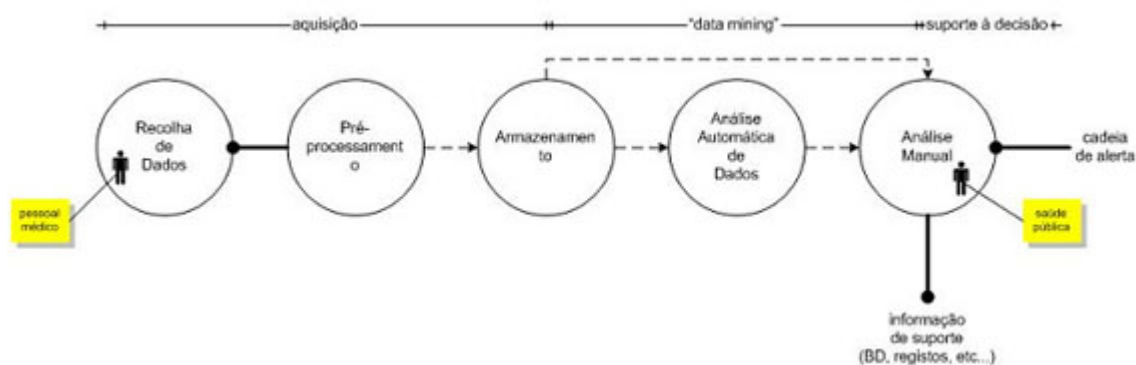 aquisição
"data mining"
suporte à decisão
Recolha
de
Dados
Pré-
processament
o
Armazenamen
to
Análise
Automática
de
Dados
Análise
Manual
cadeia
de alerta
pessoal
médico
saúde
pública
informação
de suporte
(BD, registos, etc...)